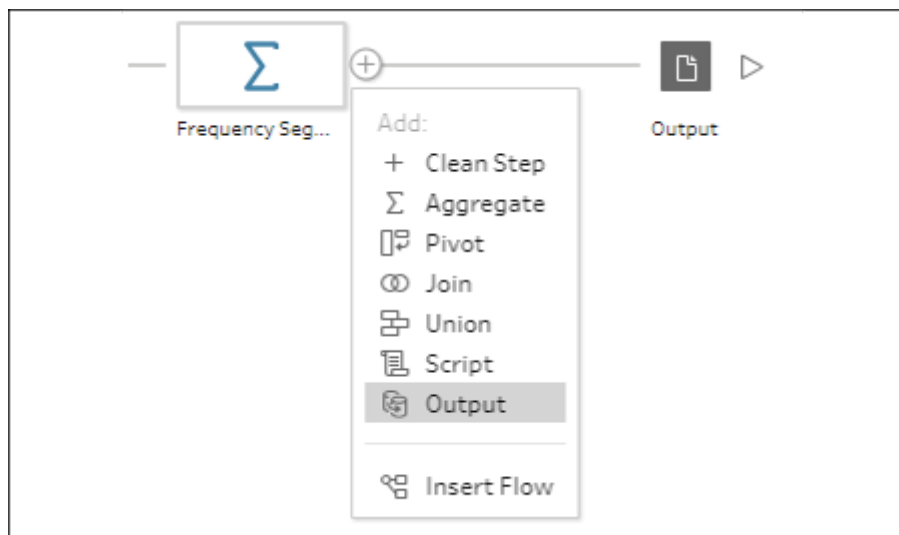 Frequency Seg...
Output
Add:
Clean Step
Aggregate
Pivot
Join
Union
Script
Output
Insert Flow